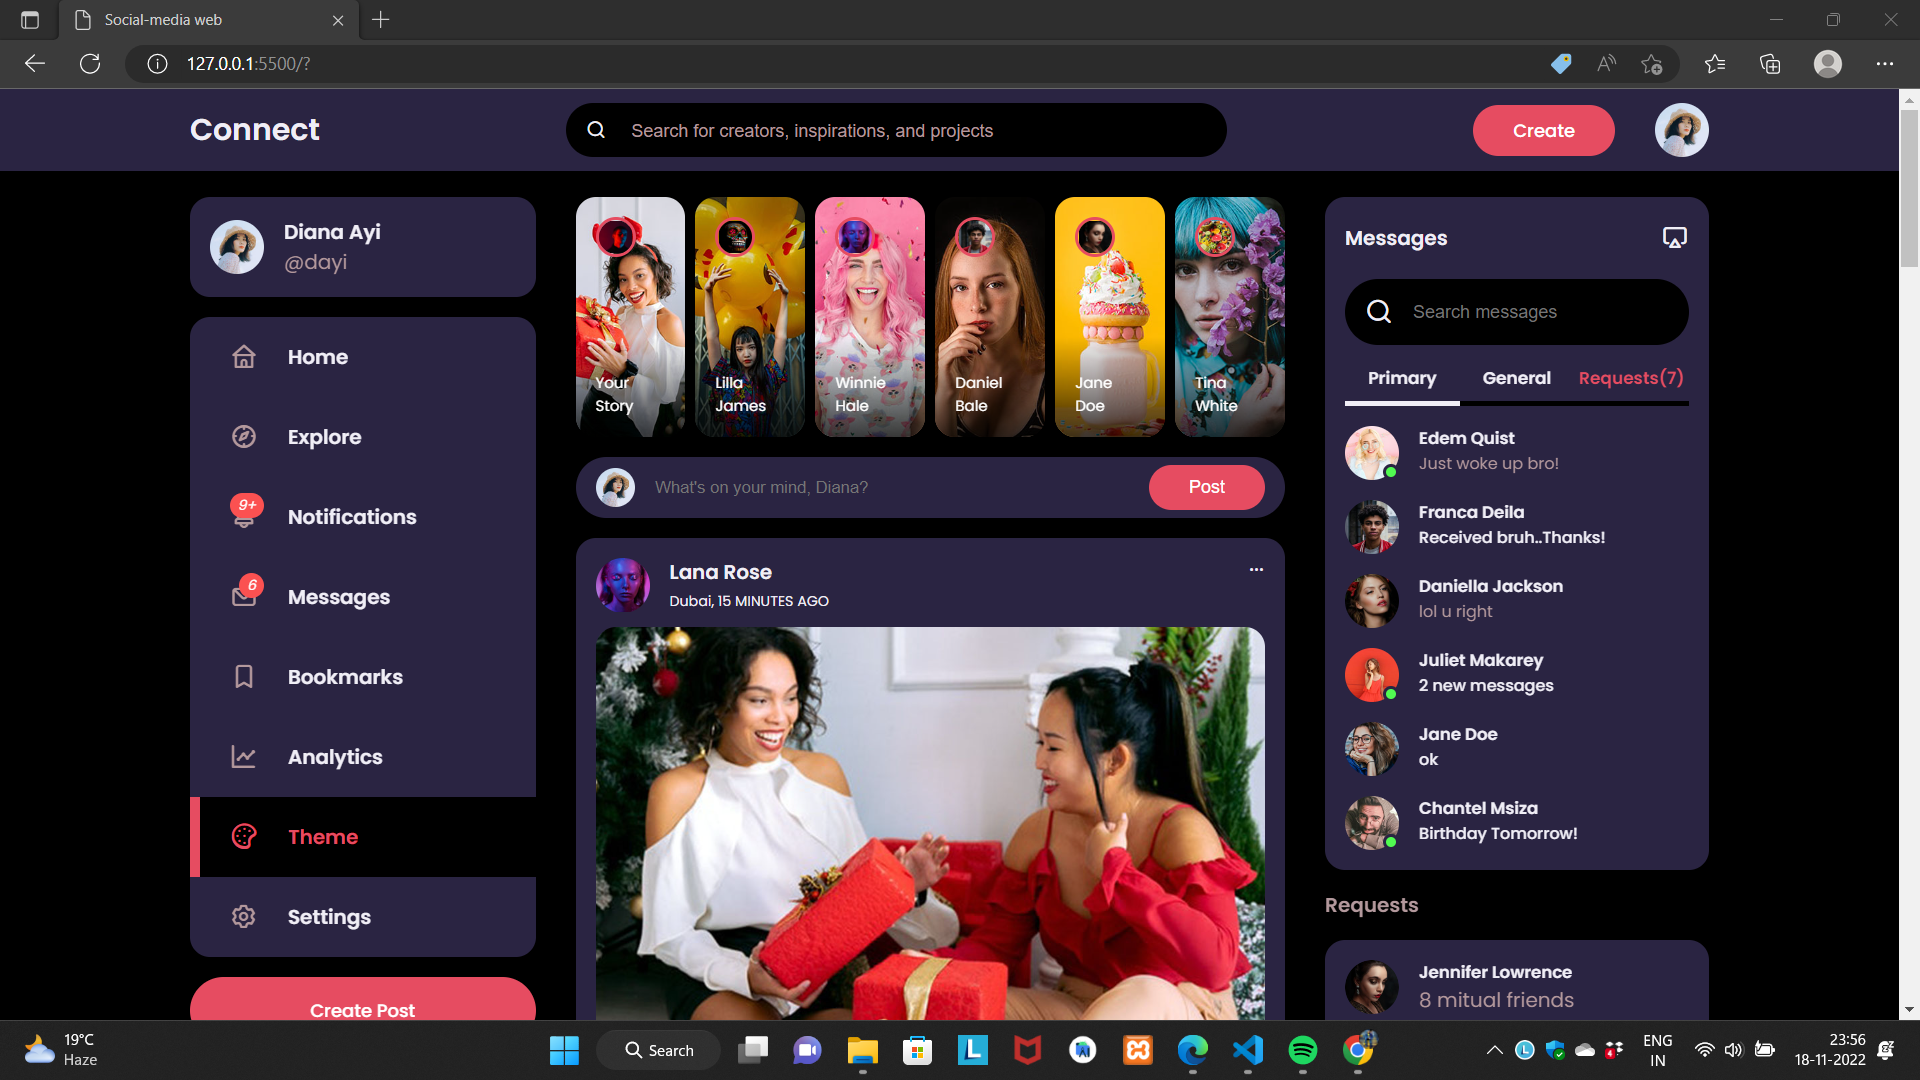 Social-media web
127.0.0.1:5500/?
Connect
Search for creators, inspirations, and projects
Create
Diana Ayi
@dayi
Home
Explore
9+
Notifications
6
Messages
Bookmarks
Analytics
Theme
Settings
Create Post
Your
Story
Lilla
James
Winnie
Hale
Daniel
Bale
Jane
Doe
Tina
White
What's on your mind, Diana?
Post
Lana Rose
Dubai, 15 MINUTES AGO
Messages
Search messages
Primary General Requests(7)
Edem Quist
Just woke up bro!
Franca Deila
Received bruh..Thanks!
Daniella Jackson
lol u right
Juliet Makarey
2 new messages
Jane Doe
ok
Chantel Msiza
Birthday Tomorrow!
Requests
Jennifer Lowrence
8 mitual friends
19°C
Haze
Search
ENG
IN
23:56
18-11-2022